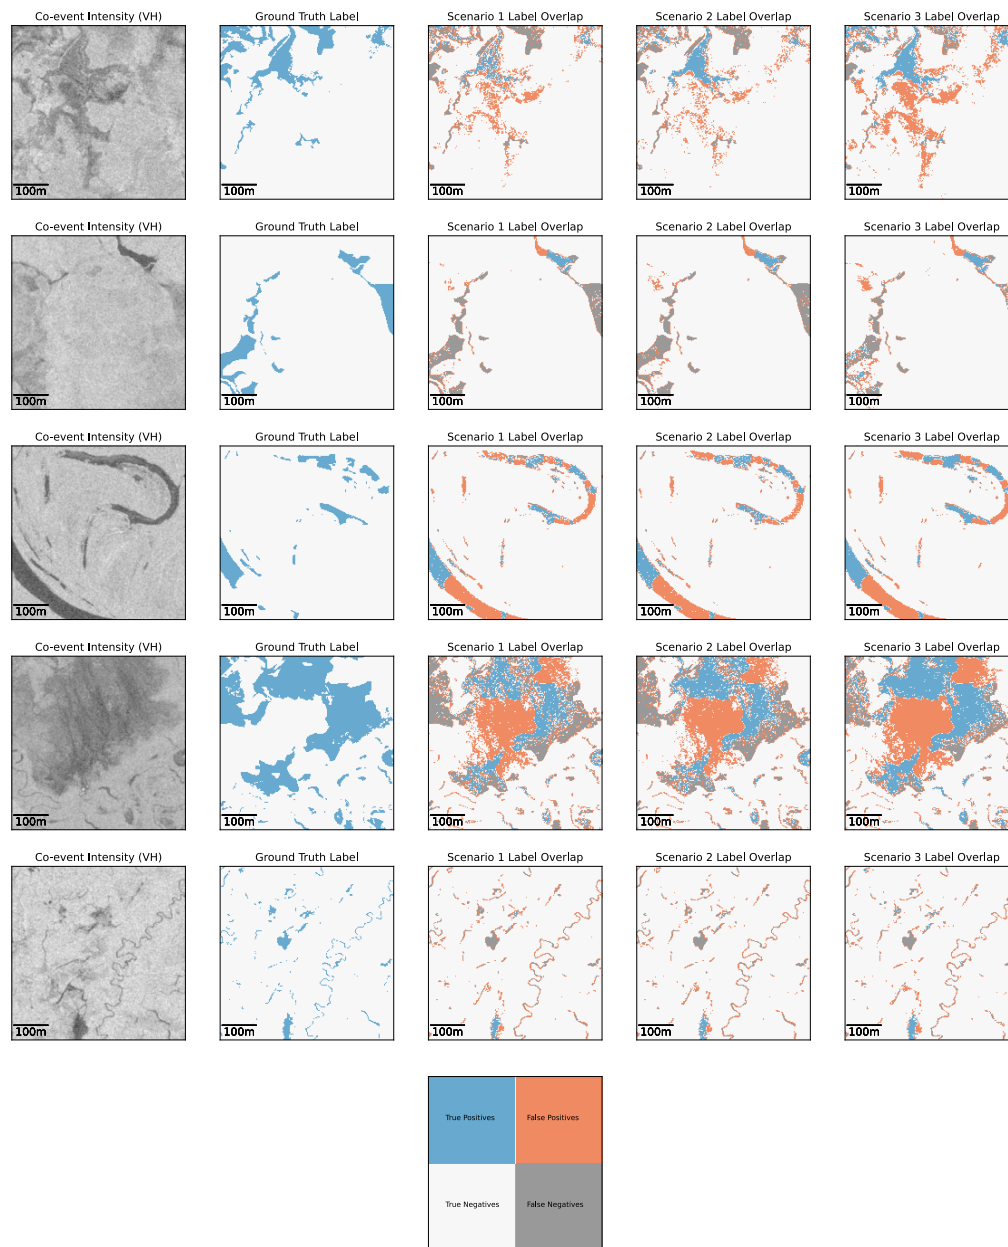 Co-event Intensity (VH) Ground Truth Label Scenario 1 Label Overlap Scenario 2 Label Overlap Scenario 3 Label Overlap
100m 100m 100m 100m 100m
Co-event Intensity (VH) Ground Truth Label Scenario 1 Label Overlap Scenario 2 Label Overlap Scenario 3 Label Overlap
100m 100m 100m 100m 100m
Co-event Intensity (VH) Ground Truth Label Scenario 1 Label Overlap Scenario 2 Label Overlap Scenario 3 Label Overlap
100m 100m 100m 100m 100m
Co-event Intensity (VH) Ground Truth Label Scenario 1 Label Overlap Scenario 2 Label Overlap Scenario 3 Label Overlap
100m 100m 100m 100m 100m
Co-event Intensity (VH) Ground Truth Label Scenario 1 Label Overlap Scenario 2 Label Overlap Scenario 3 Label Overlap
100m 100m 100m 100m 100m
True Positives False Positives
True Negatives False Negatives